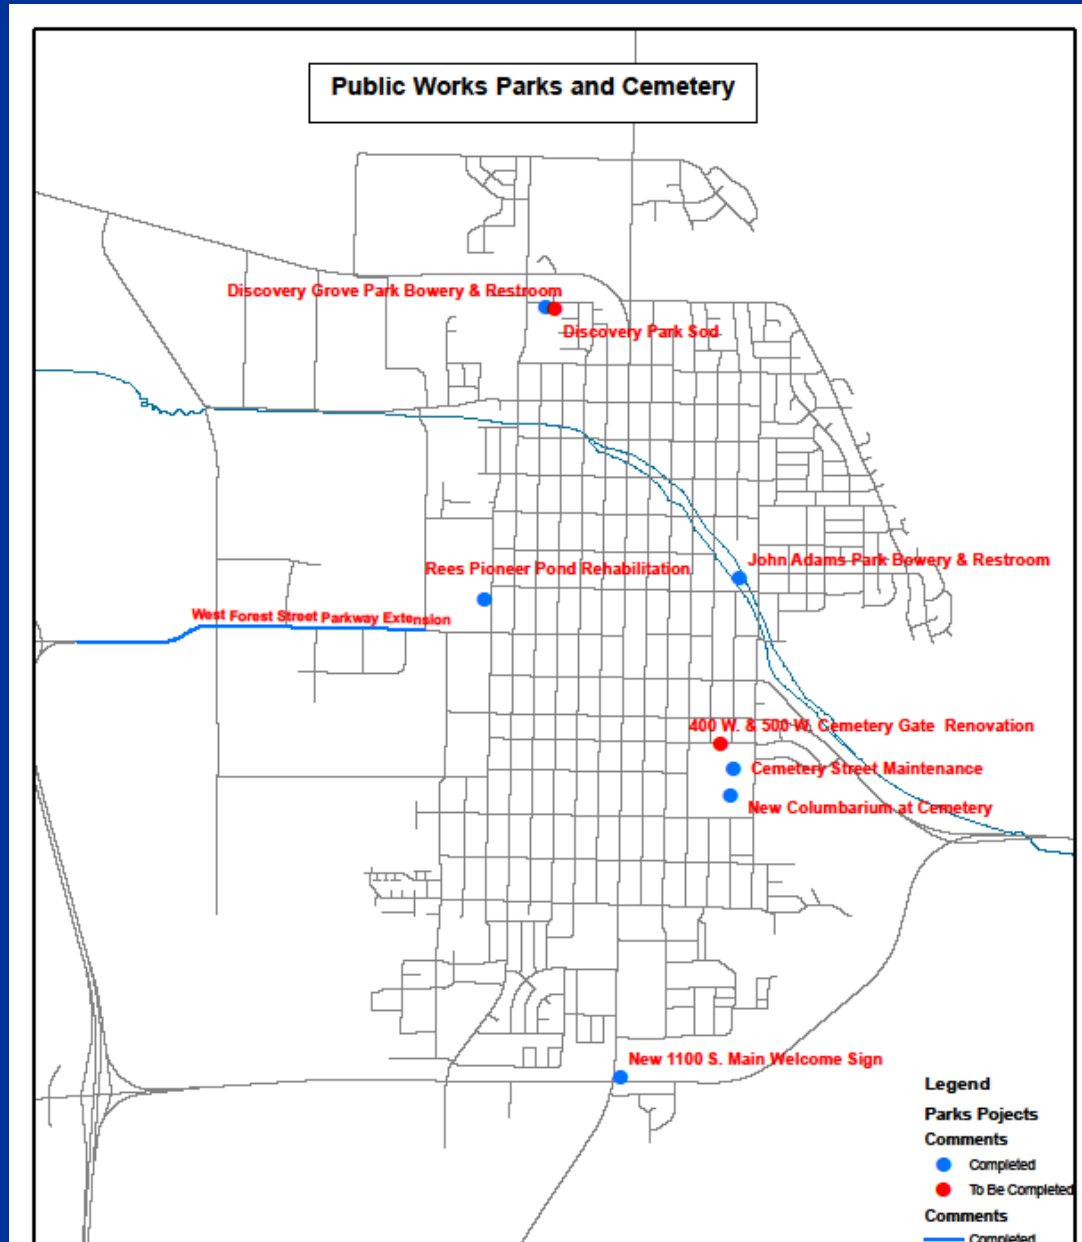 Public Works Parks and Cemetery
Discovery Grove Park Bowery & Restroom
Discovery Park Sod
John Adams Park Bowery & Restroom
Rees Pioneer Pond Rehabilitation
West Forest Street Parkway Extension
400 W. & 500 W. Cemetery Gate Renovation
Cemetery Street Maintenance
New Columbarium at Cemetery
New 1100 S. Main Welcome Sign
Legend
Parks Pojects
Comments
Completed
To Be Completed
Comments
Completed